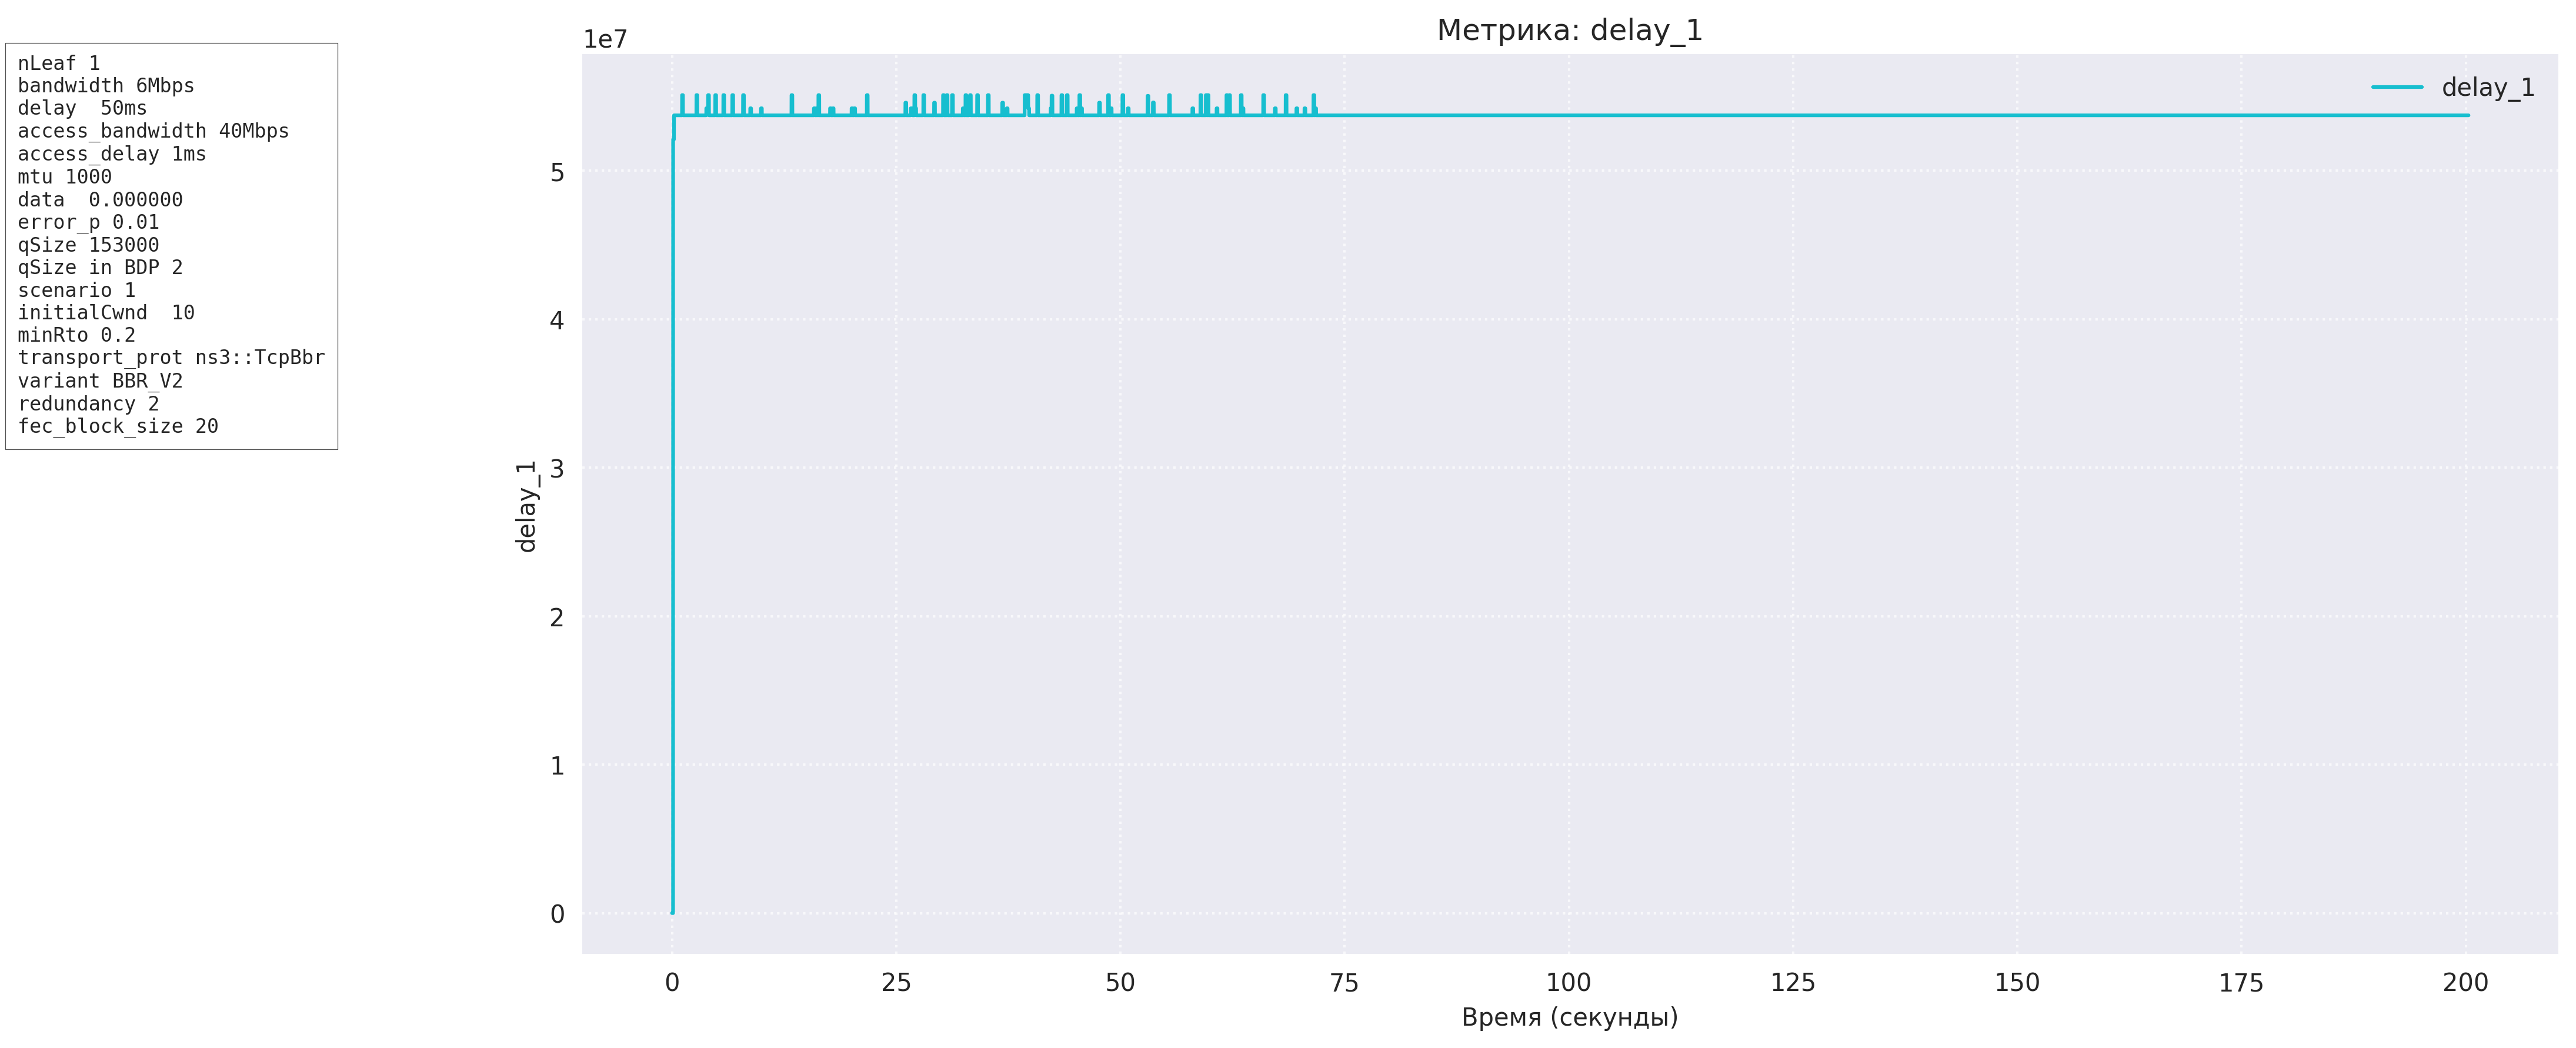 nLeaf 1
bandwidth 6Mbps
delay  50ms
access_bandwidth 40Mbps
access_delay 1ms
mtu 1000
data  0.000000
error_p 0.01
qSize 153000
qSize in BDP 2
scenario 1
initialCwnd  10
minRto 0.2
transport_prot ns3::TcpBbr
variant BBR_V2
redundancy 2
fec_block_size 20
Метрика: delay_1
1e7
delay_1
5
4
3
2
1
0
delay_1
0 25 50 75 100 125 150 175 200
Время (секунды)